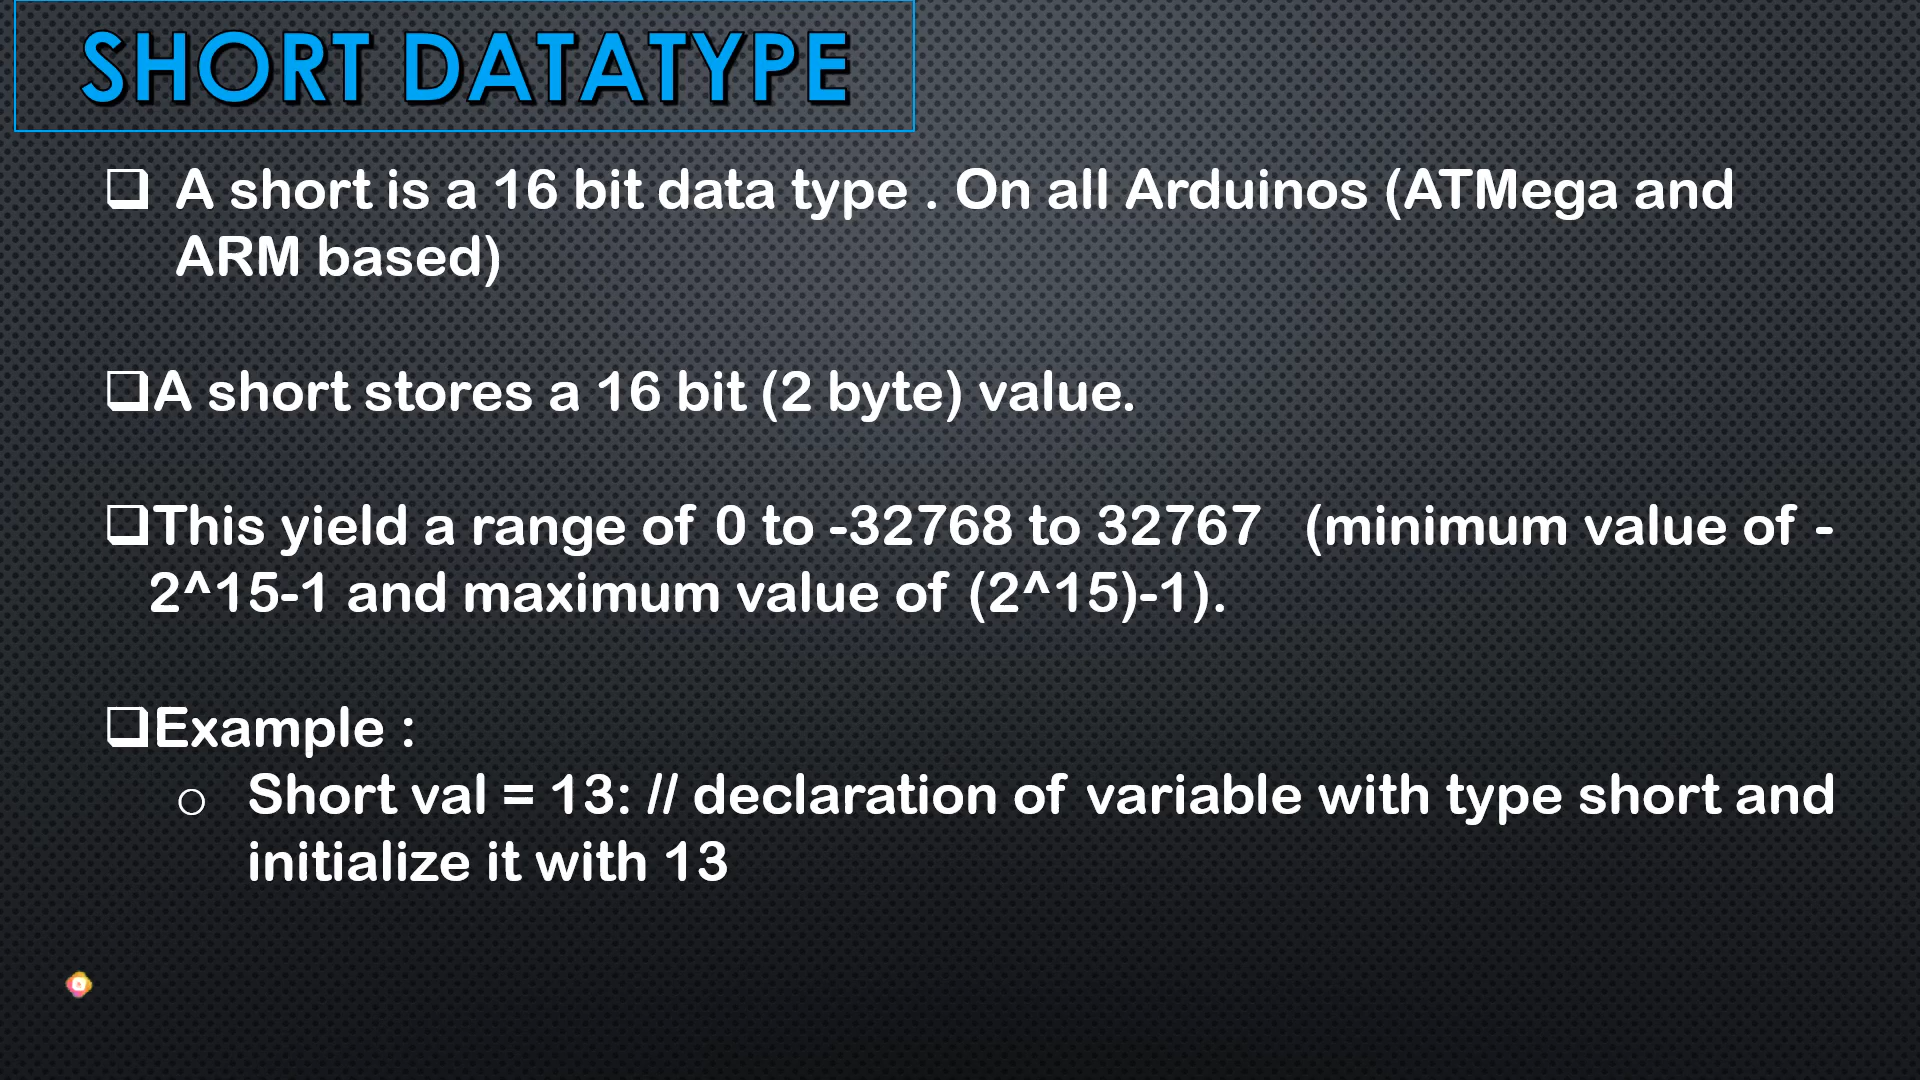 SHORT DATATYPE
A short is a 16 bit data type . On all Arduinos (ATMega and
ARM based)
A short stores a 16 bit (2 byte) value.
This yield a range of 0 to -32768 to 32767 (minimum value of -
2^15-1 and maximum value of (2^15)-1).
Example :
Short val = 13: // declaration of variable with type short and
initialize it with 13